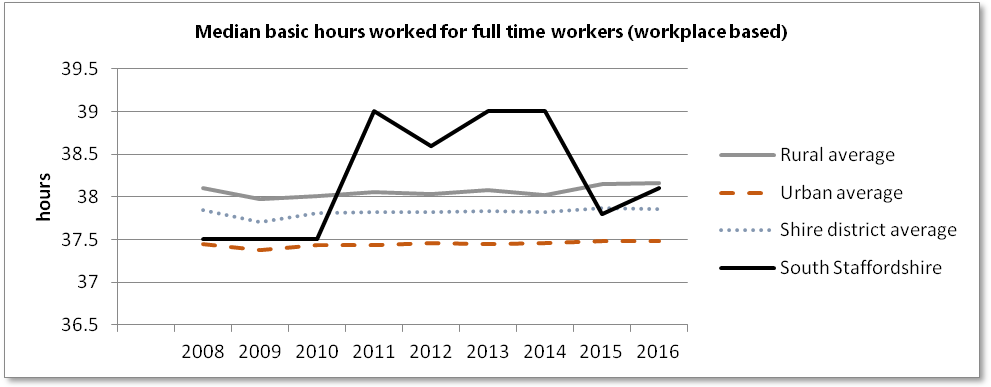 Median basic hours worked for full time workers (workplace based)
39.5
39
38.5
38
37.5
37
36.5
hours
2008 2009 2010 2011 2012 2013 2014 2015 2016
Rural average
Urban average
Shire district average
South Staffordshire